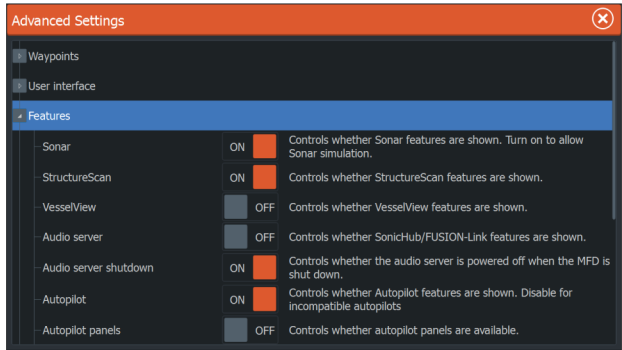 Advanced Settings
Waypoints
User interface
Features
Sonar ON Controls whether Sonar features are shown. Turn on to allow
Sonar simulation.
StructureScan ON Controls whether StructureScan features are shown.
VesselView OFF Controls whether VesselView features are shown.
Audio server OFF Controls whether SonicHub/FUSION-Link features are shown.
Audio server shutdown ON Controls whether the audio server is powered off when the MFD is
shut down.
Autopilot ON Controls whether Autopilot features are shown. Disable for
incompatible autopilots
Autopilot panels OFF Controls whether autopilot panels are available.